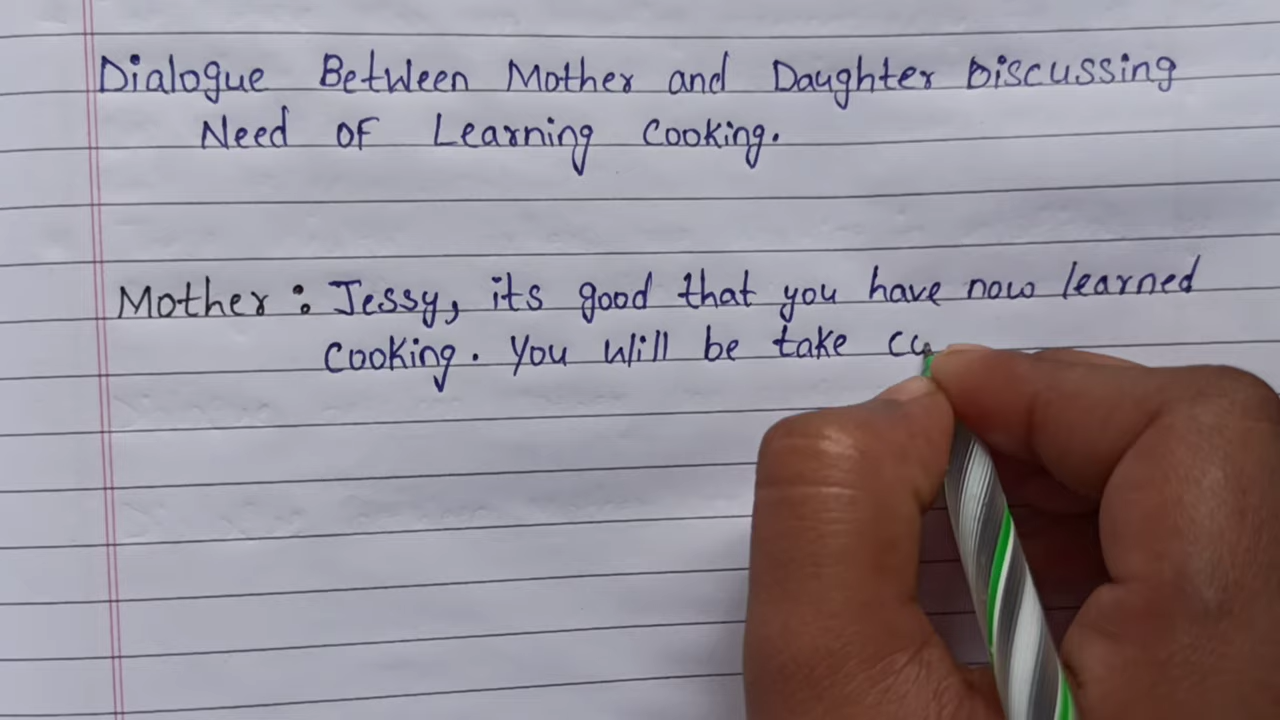 Dialogue Between Mother and Daughter Discussing
Need Of Learning Cooking.
Mother : Jessy, its good that you have now learned
cooking. You will be take